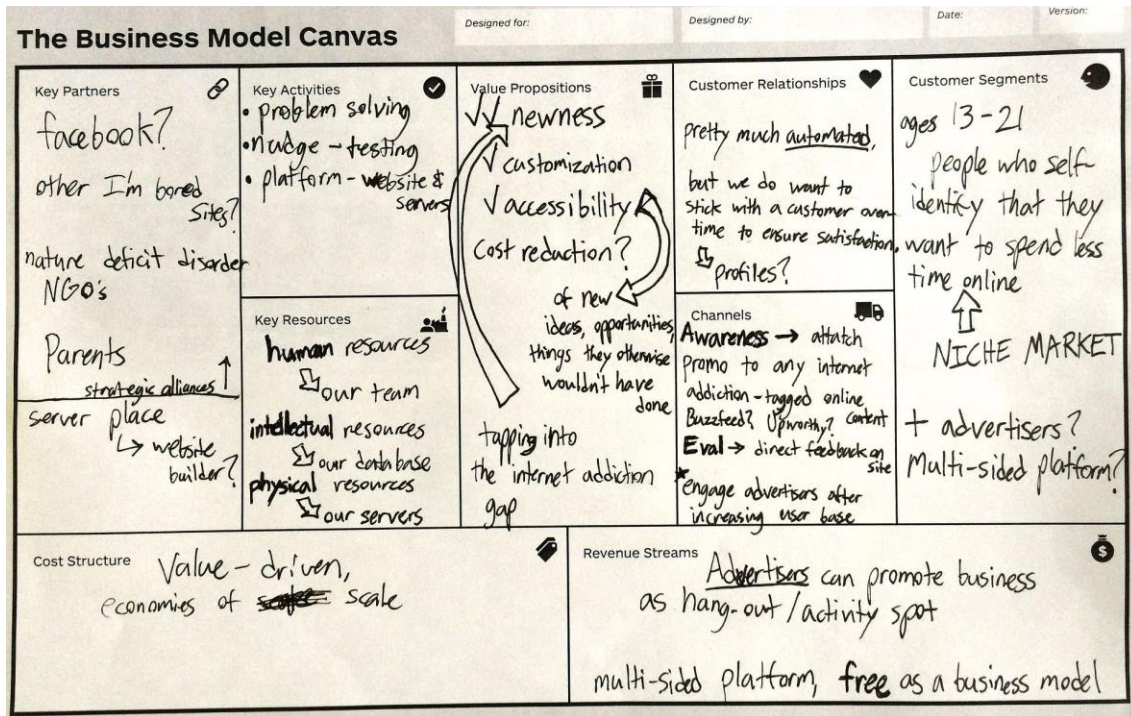 The Business Model Canvas
Designed for:
Designed by:
Date:
Version:
Key Partners
facebook?
other I'm bored
sites?
nature deficit disorder
NGO's
Parents
strategic alliances
server place
website
builder?
Key Activities
• problem solving
• nudge - testing
• platform - website &
servers
Key Resources
human resources
our team
intellectual resources
our database
physical resources
our servers
Value Propositions
√√ newness
√ customization
√ accessibility
cost reduction?
of new
ideas, opportunities,
things they otherwise
wouldn't have
done
tapping into
the internet addiction
gap
Customer Relationships
pretty much automated,
but we do want to
stick with a customer over
time to ensure satisfaction.
profiles?
Channels
Awareness → attatch
promo to any internet
addiction - tagged online
Buzzfeed? Upworthy? content
Eval → direct feedback on
site
★ engage advertisers after
increasing user base
Customer Segments
ages 13-21
people who self-
identify that they
want to spend less
time online
NICHE MARKET
+ advertisers?
Multi-sided platform?
Cost Structure
Value - driven,
economies of scale
Revenue Streams
Advertisers can promote business
as hang-out/activity spot
multi-sided platform, free as a business model